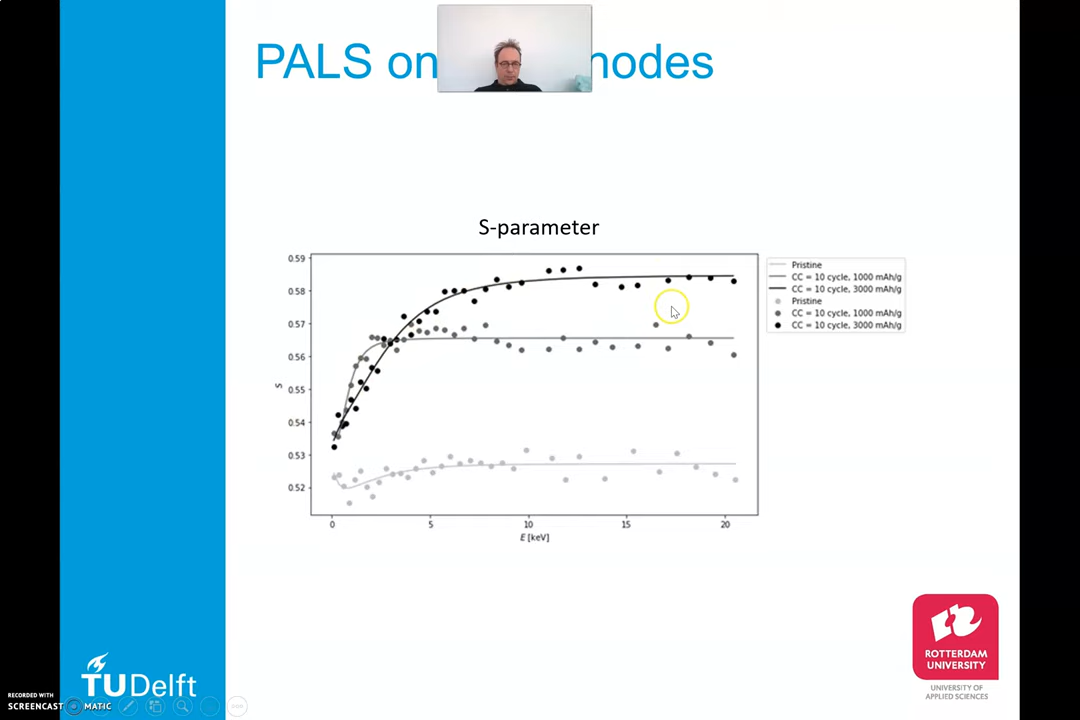 PALS on nodes
S-parameter
0.59
0.58
0.57
0.56
0.55
0.54
0.53
0.52
S
0 5 10 15 20
E [keV]
Pristine
CC = 10 cycle, 1000 mAh/g
CC = 10 cycle, 3000 mAh/g
Pristine
CC = 10 cycle, 1000 mAh/g
CC = 10 cycle, 3000 mAh/g
TUDelft
ROTTERDAM
UNIVERSITY
UNIVERSITY OF
APPLIED SCIENCES
RECORDED WITH
SCREENCAST MATIC